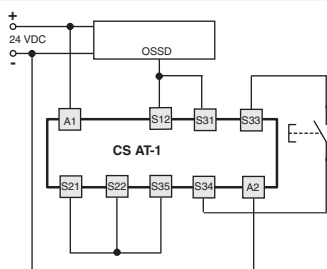 +
24 VDC
-
OSSD
A1 S12 S31 S33
CS AT-1
S21 S22 S35 S34 A2